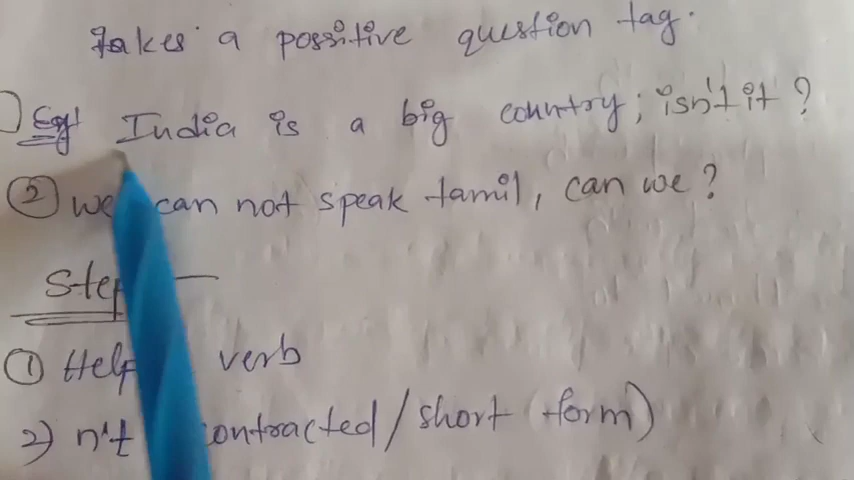 takes a possitive question tag.
Eg! India is a big country; isn't it?
② we can not speak tamil, can we?
Step
① Help verb
2) n't contracted/short (form)